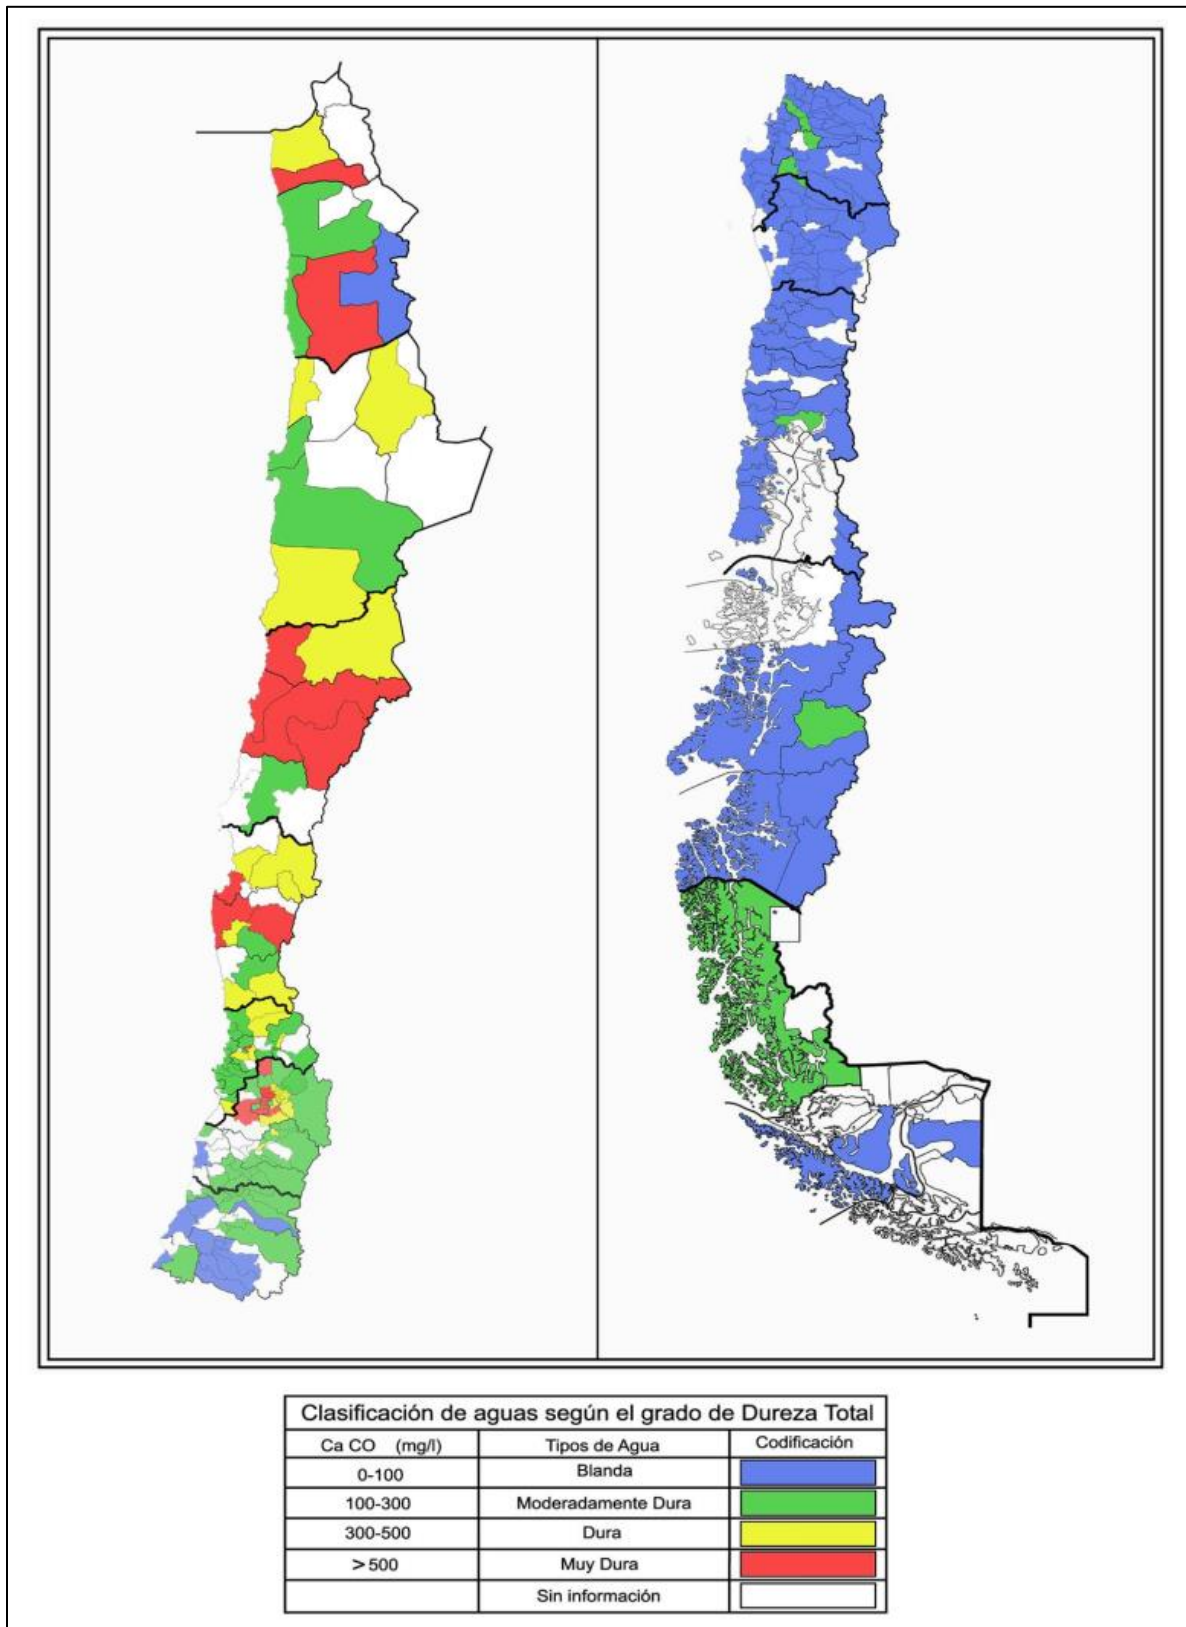 Clasificación de aguas según el grado de Dureza Total
Ca CO (mg/l) Tipos de Agua Codificación
0-100 Blanda
100-300 Moderadamente Dura
300-500 Dura
>500 Muy Dura
Sin información